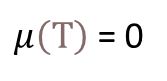 μ(T) = 0